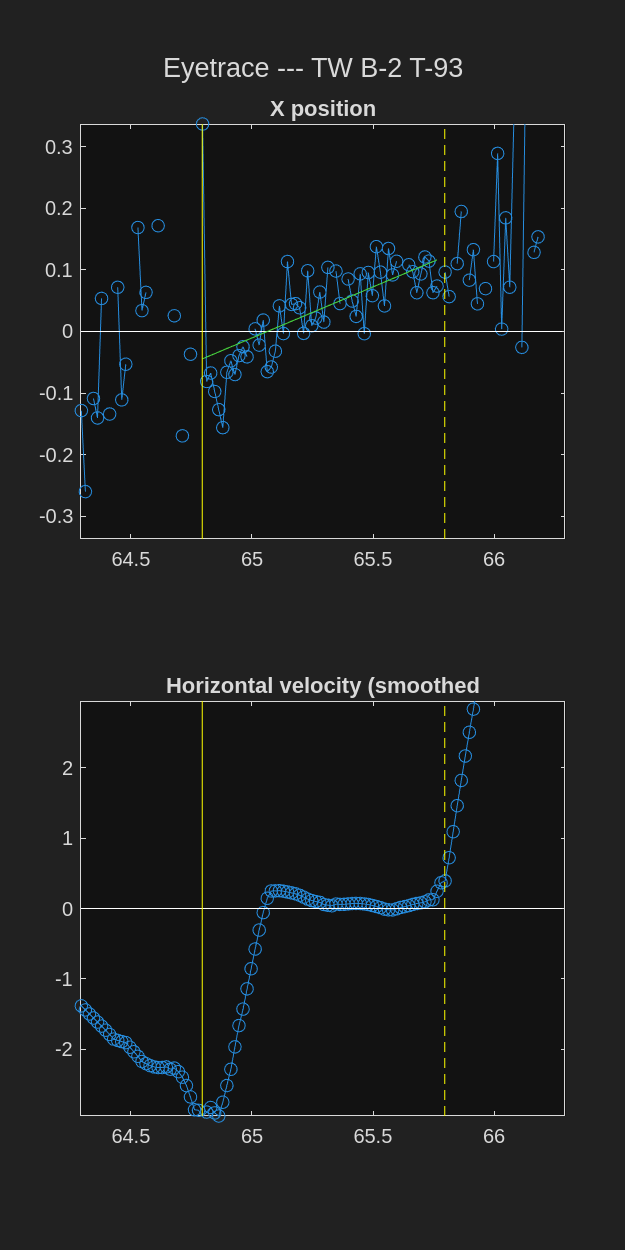 Eyetrace --- TW B-2 T-93
X position
0.3
0.2
0.1
0
-0.1
-0.2
-0.3
64.5 65 65.5 66
Horizontal velocity (smoothed
2
1
0
-1
-2
64.5 65 65.5 66